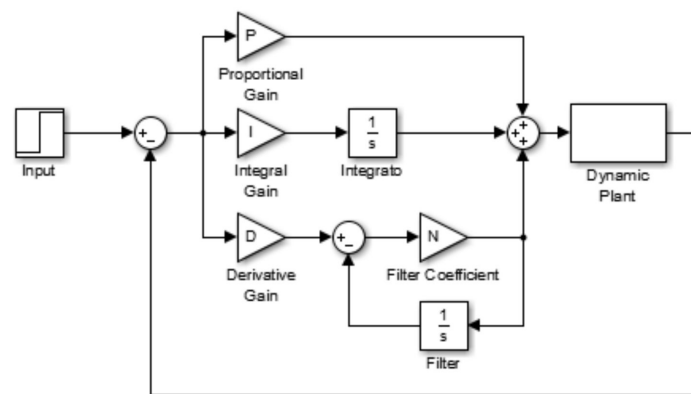 P
Proportional
Gain
+
-
I
1
s
+
+
+
Input
Integral
Gain
Integrato
Dynamic
Plant
D
+
-
N
Derivative
Gain
Filter Coefficient
1
s
Filter